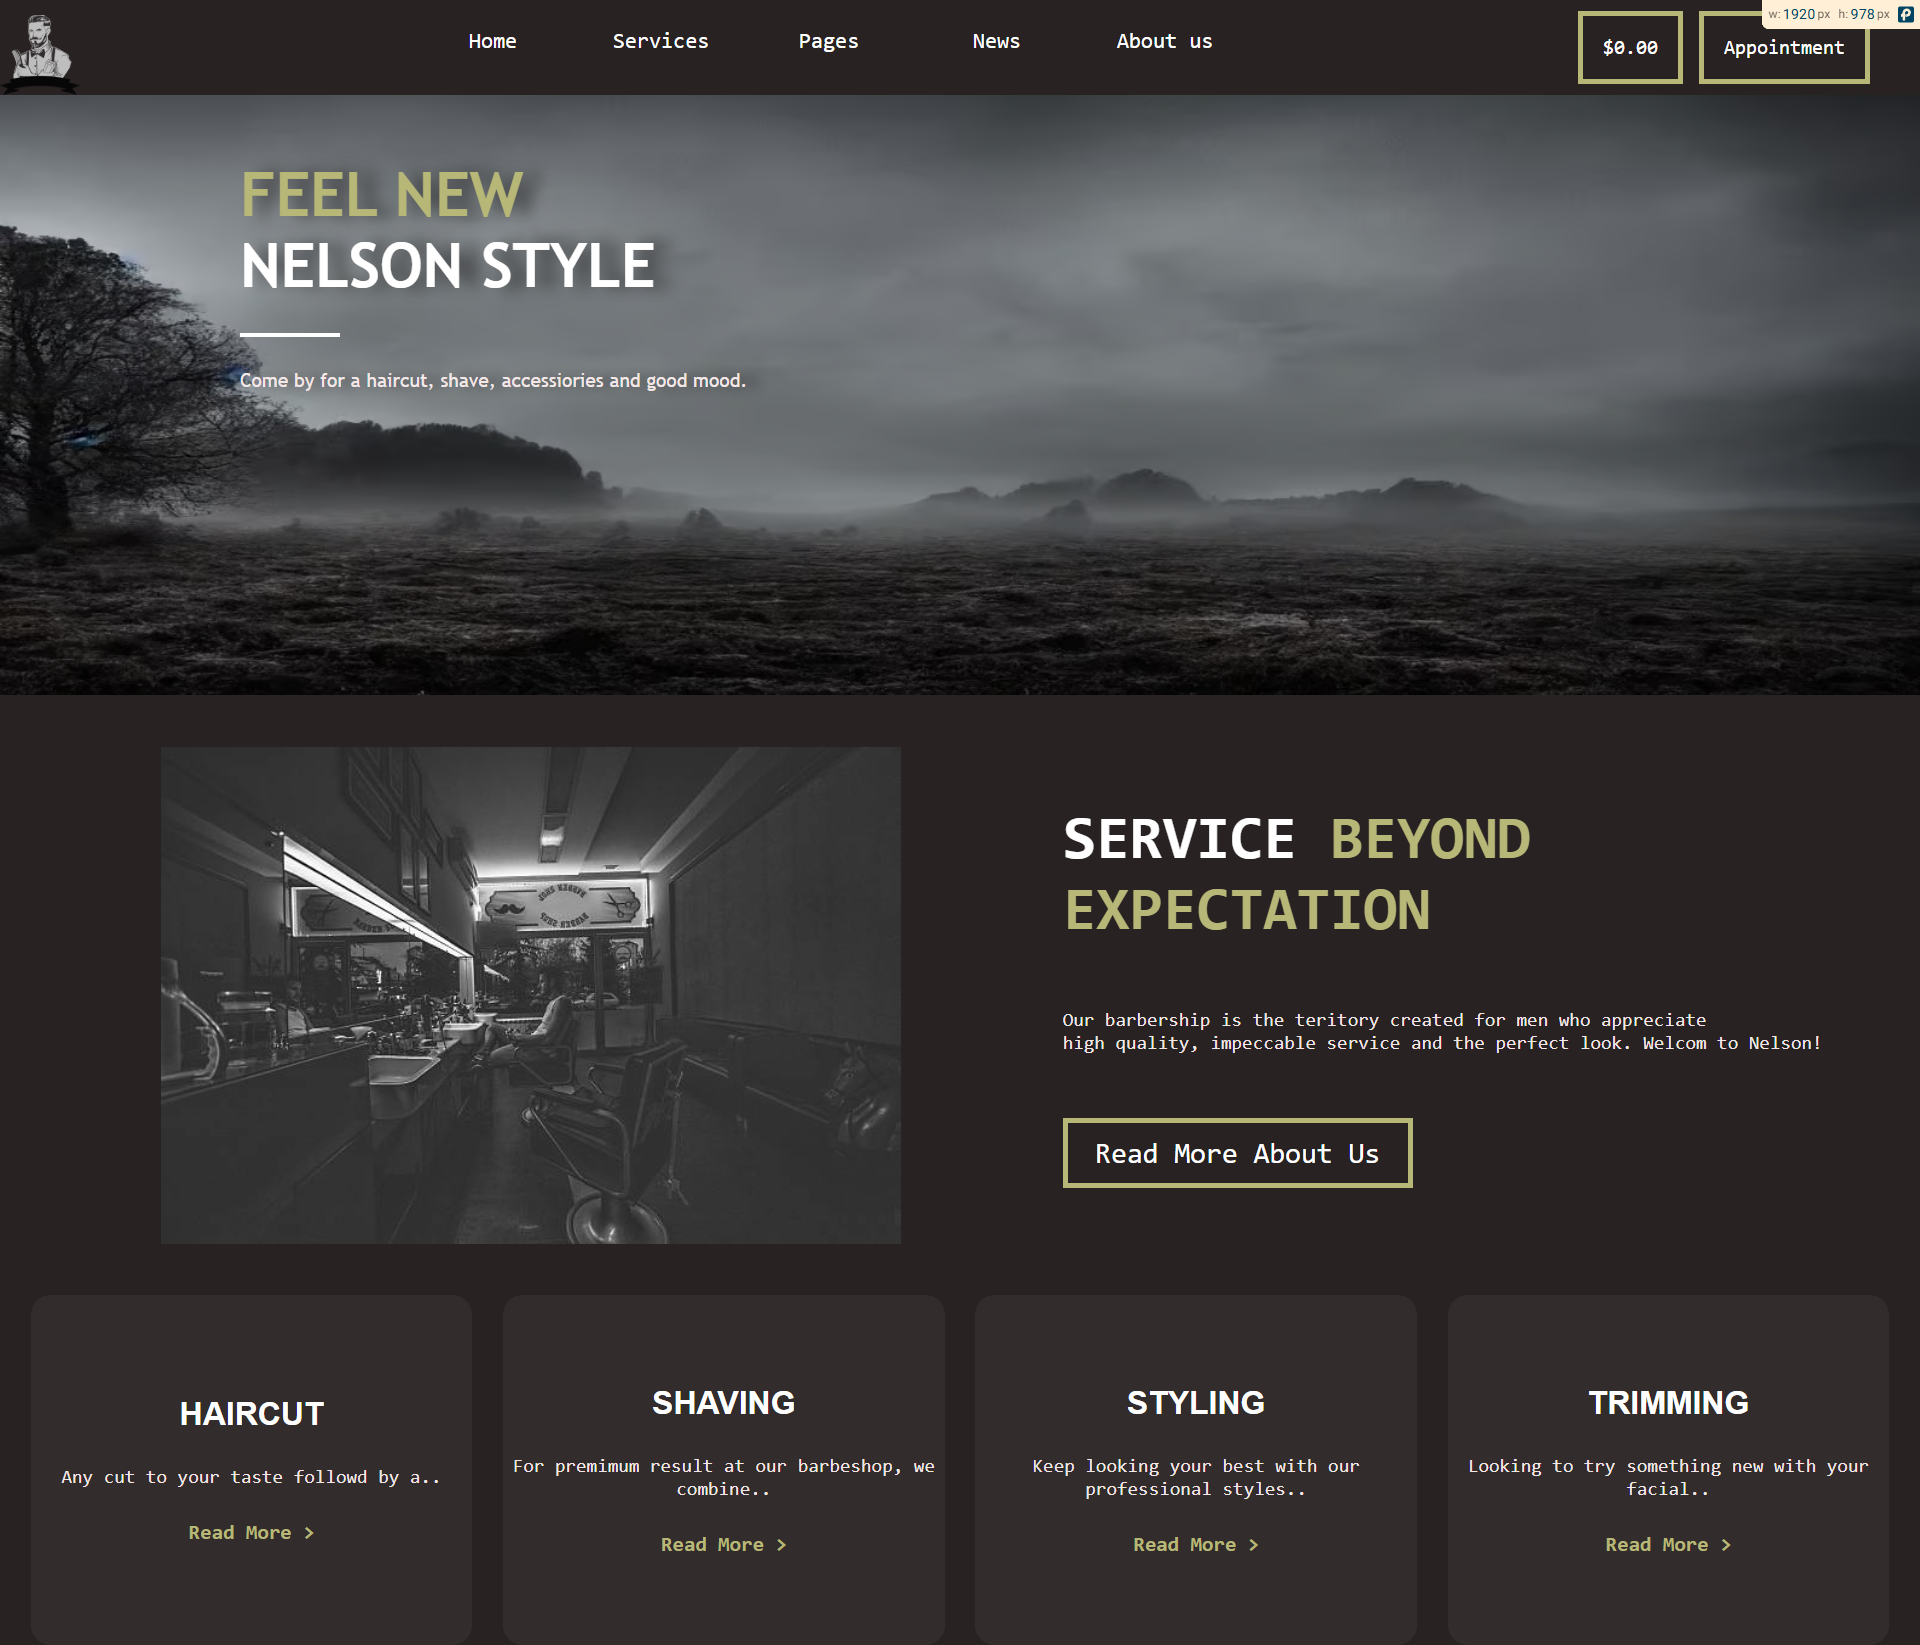 Home Services Pages News About us $0.00 Appointment
w: 1920 px h: 978 px
FEEL NEW
NELSON STYLE
Come by for a haircut, shave, accessiories and good mood.
SERVICE BEYOND
EXPECTATION
Our barbership is the teritory created for men who appreciate
high quality, impeccable service and the perfect look. Welcom to Nelson!
Read More About Us
HAIRCUT
Any cut to your taste followd by a..
Read More >
SHAVING
For premimum result at our barbeshop, we
combine..
Read More >
STYLING
Keep looking your best with our
professional styles..
Read More >
TRIMMING
Looking to try something new with your
facial..
Read More >